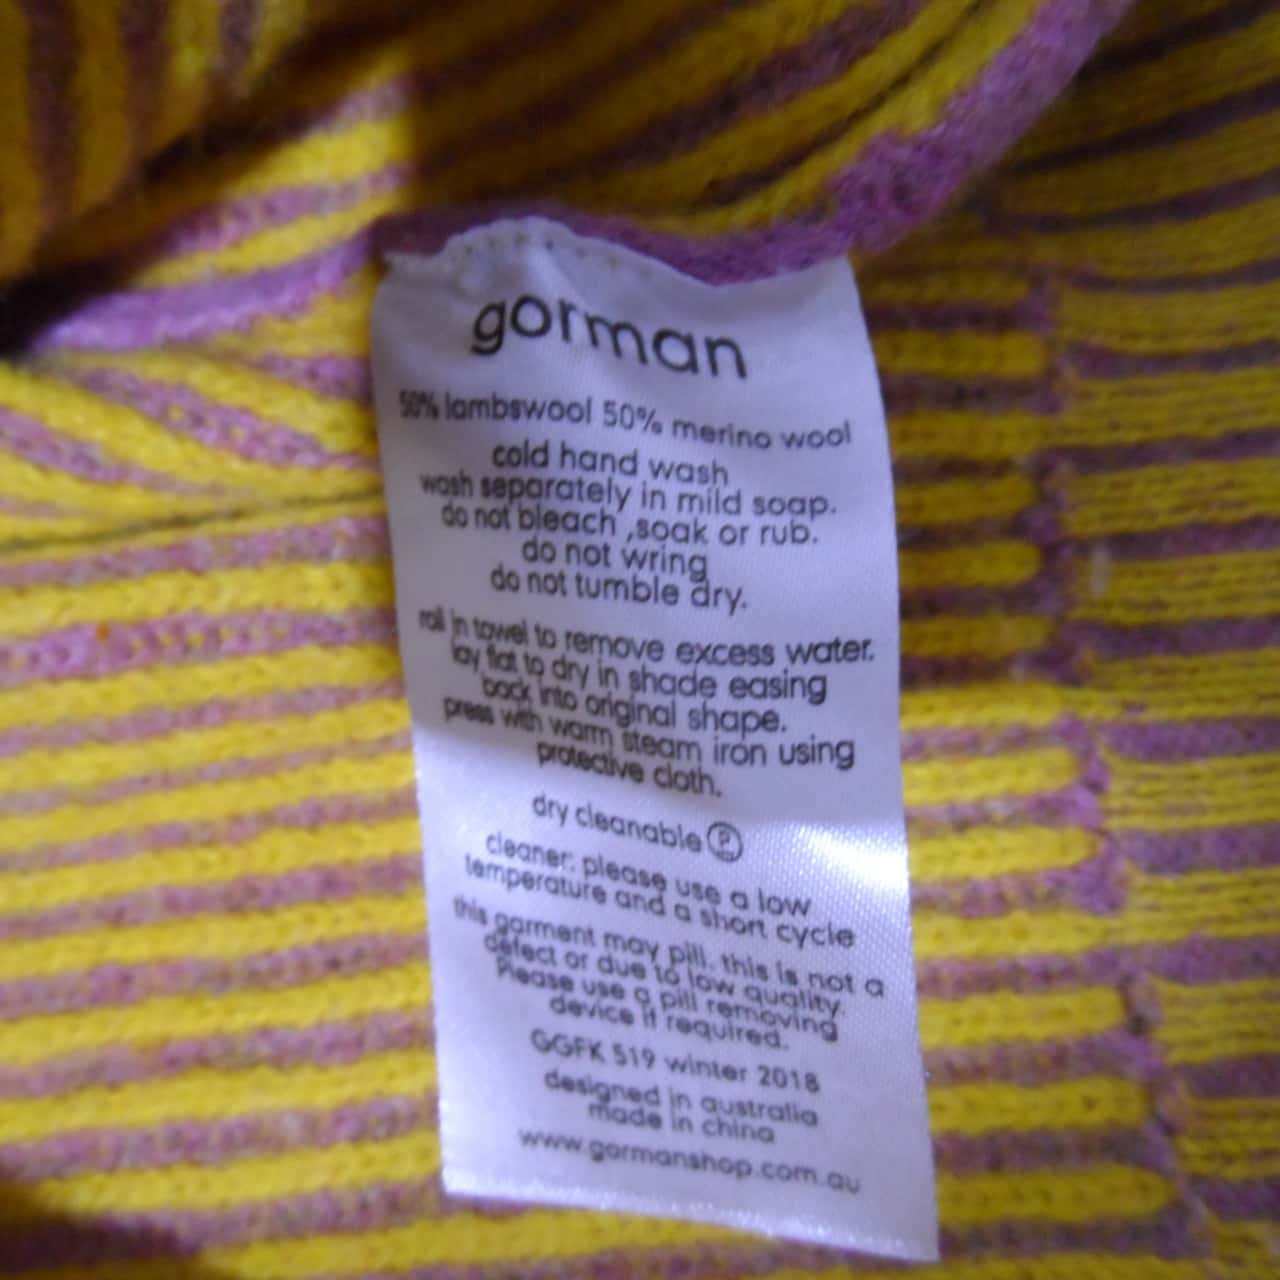 gorman
50% lambswool 50% merino wool
cold hand wash
wash separately in mild soap.
do not bleach ,soak or rub.
do not wring
do not tumble dry.
roll in towel to remove excess water.
lay flat to dry in shade easing
back into original shape.
press with warm steam iron using
protective cloth.
dry cleanable Ⓟ
cleaner: please use a low
temperature and a short cycle
this garment may pill. this is not a
defect or due to low quality.
Please use a pill removing
device if required.
GGFK 519 winter 2018
designed in australia
made in china
www.gormanshop.com.au